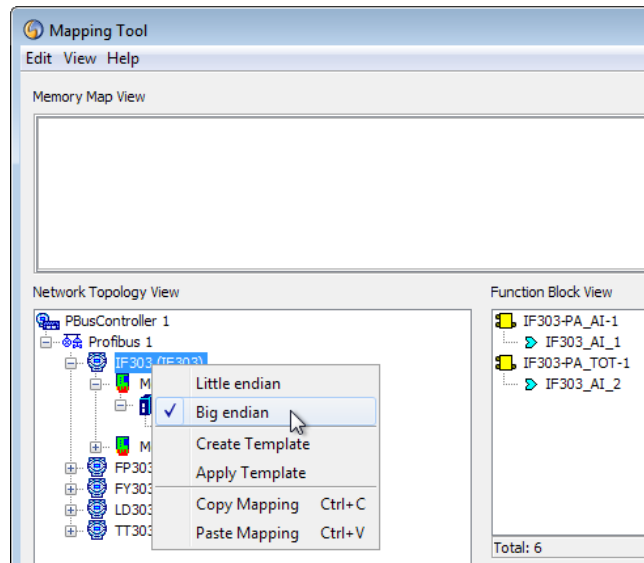 Mapping Tool
Edit View Help
Memory Map View
Network Topology View
PBusController 1
Profibus 1
IF303 (IF303)
M
M
FP303
FY303
LD303
TT303
Little endian
Big endian
Create Template
Apply Template
Copy Mapping Ctrl+C
Paste Mapping Ctrl+V
Function Block View
IF303-PA_AI-1
IF303_AI_1
IF303-PA_TOT-1
IF303_AI_2
Total: 6